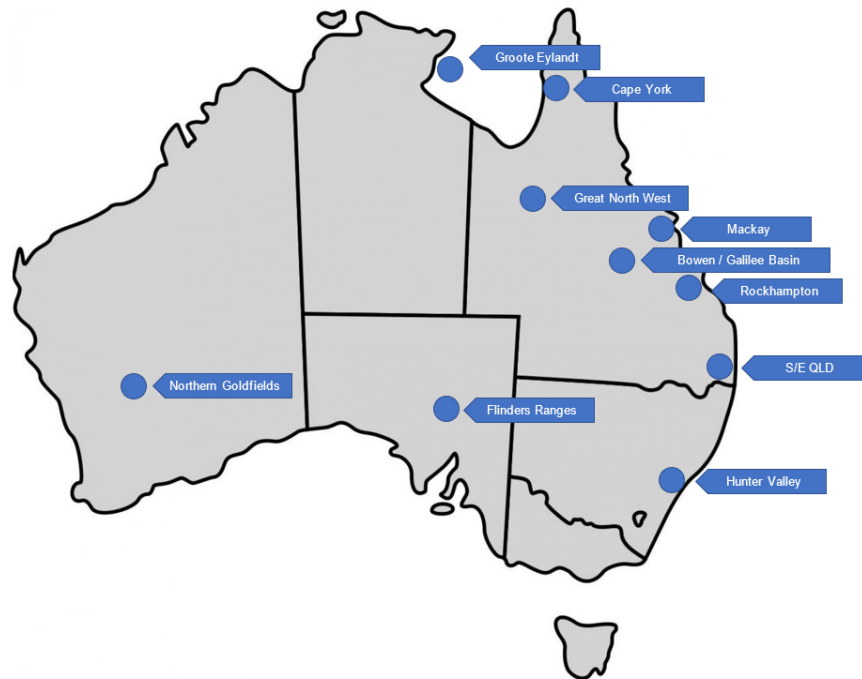 Groote Eylandt
Cape York
Great North West
Mackay
Bowen / Galilee Basin
Rockhampton
S/E QLD
Northern Goldfields
Flinders Ranges
Hunter Valley